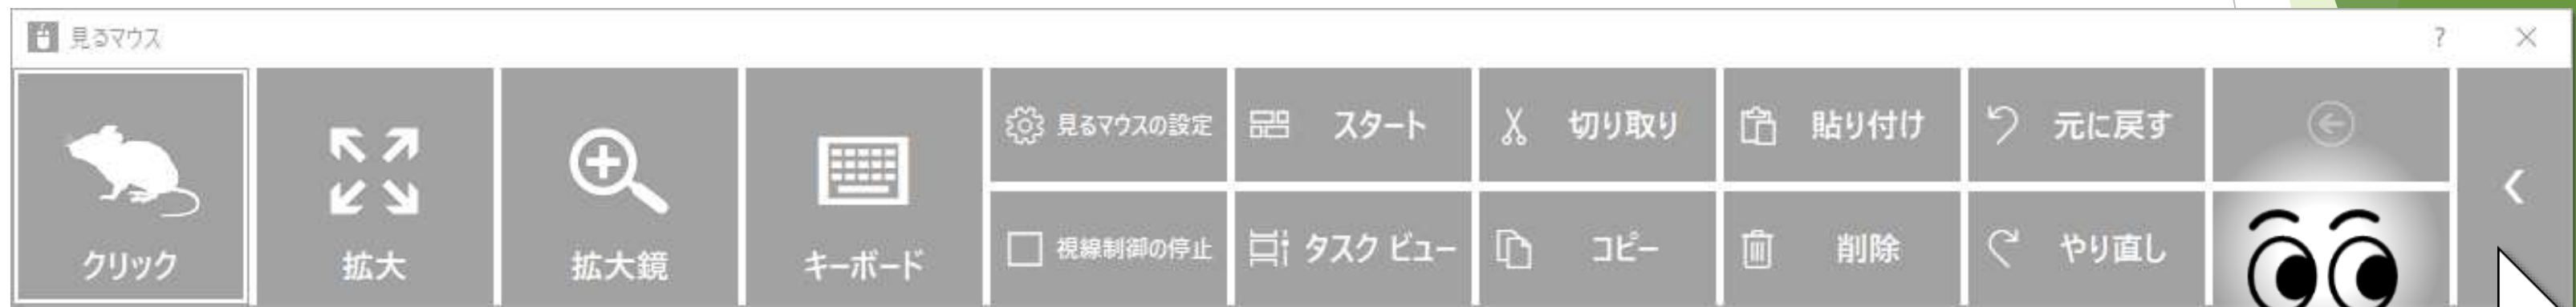 見るマウス
?
クリック
拡大
拡大鏡
キーボード
見るマウスの設定
スタート
切り取り
貼り付け
元に戻す
視線制御の停止
タスク ビュー
コピー
削除
やり直し